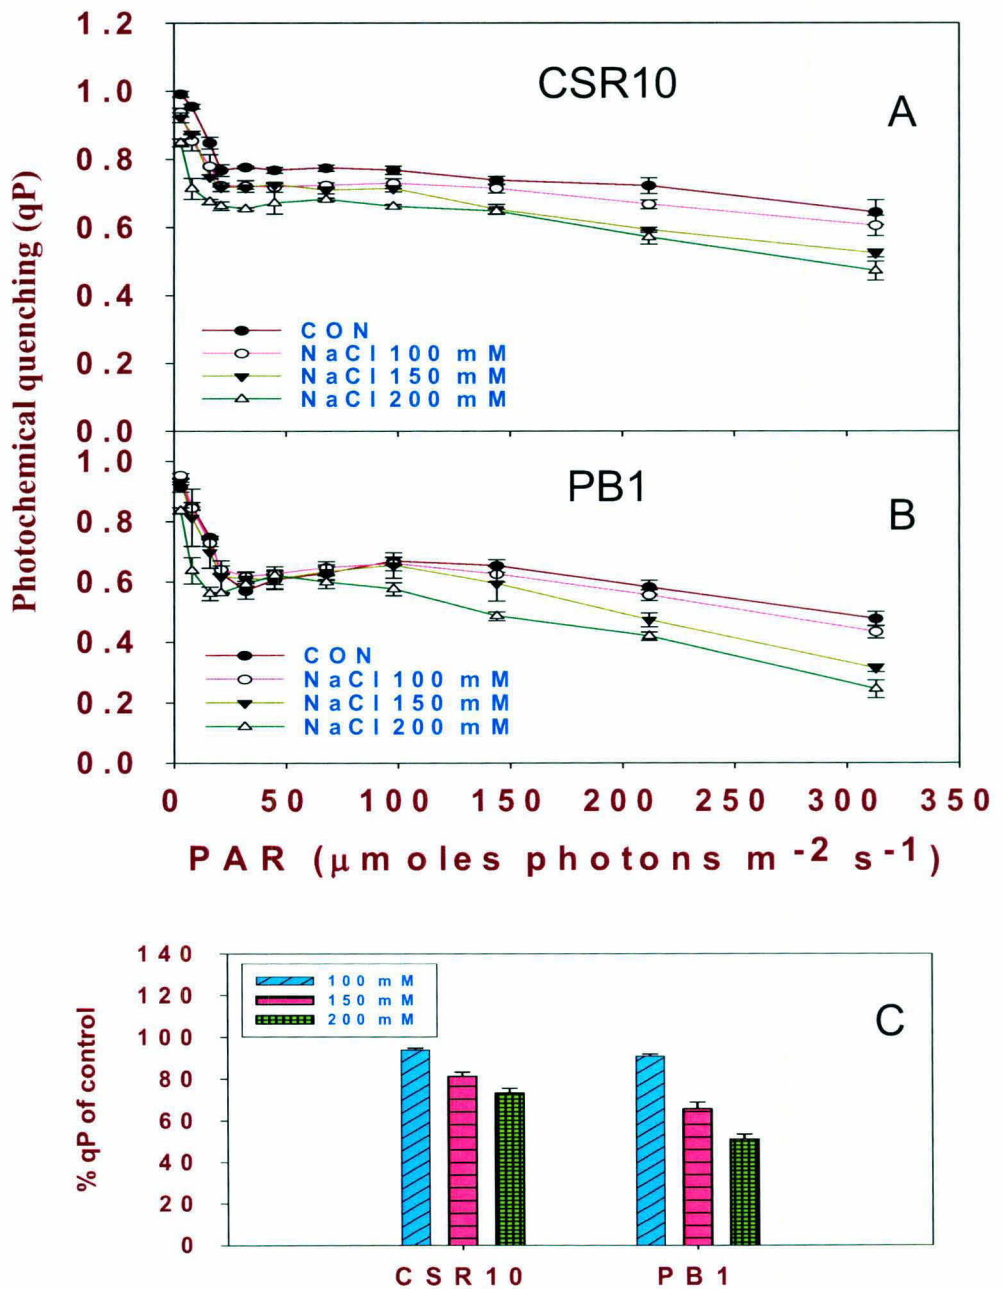 Photochemical quenching (qP)
1.2
1.0
0.8
0.6
0.4
0.2
0.0
CSR10
A
CON
NaCl 100 mM
NaCl 150 mM
NaCl 200 mM
1.0
0.8
0.6
0.4
0.2
0.0
PB1
B
CON
NaCl 100 mM
NaCl 150 mM
NaCl 200 mM
0 50 100 150 200 250 300 350
PAR (μmoles photons m-2 s-1)
% qP of control
140
120
100
80
60
40
20
0
100 mM
150 mM
200 mM
C
CSR10 PB1